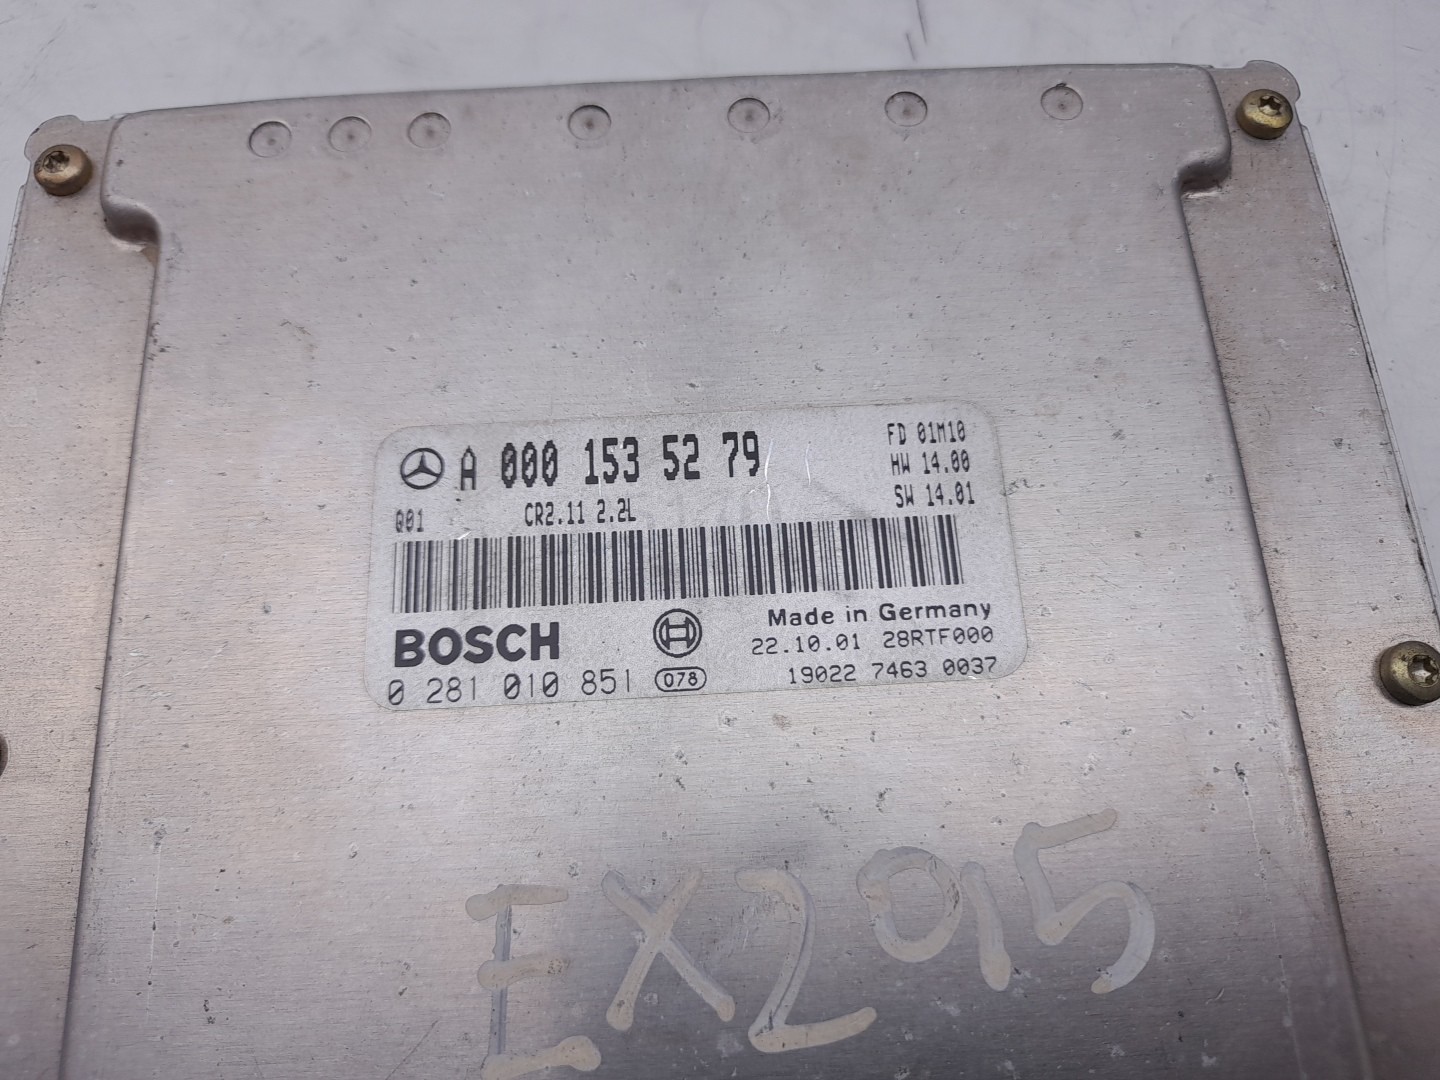 A 000 153 52 79
FD 01M10
HW 14.00
SW 14.01
Q01 CR2.11 2.2L
Made in Germany
BOSCH
22.10.01 28RTF000
0 281 010 851 078
19022 7463 0037
EX2915